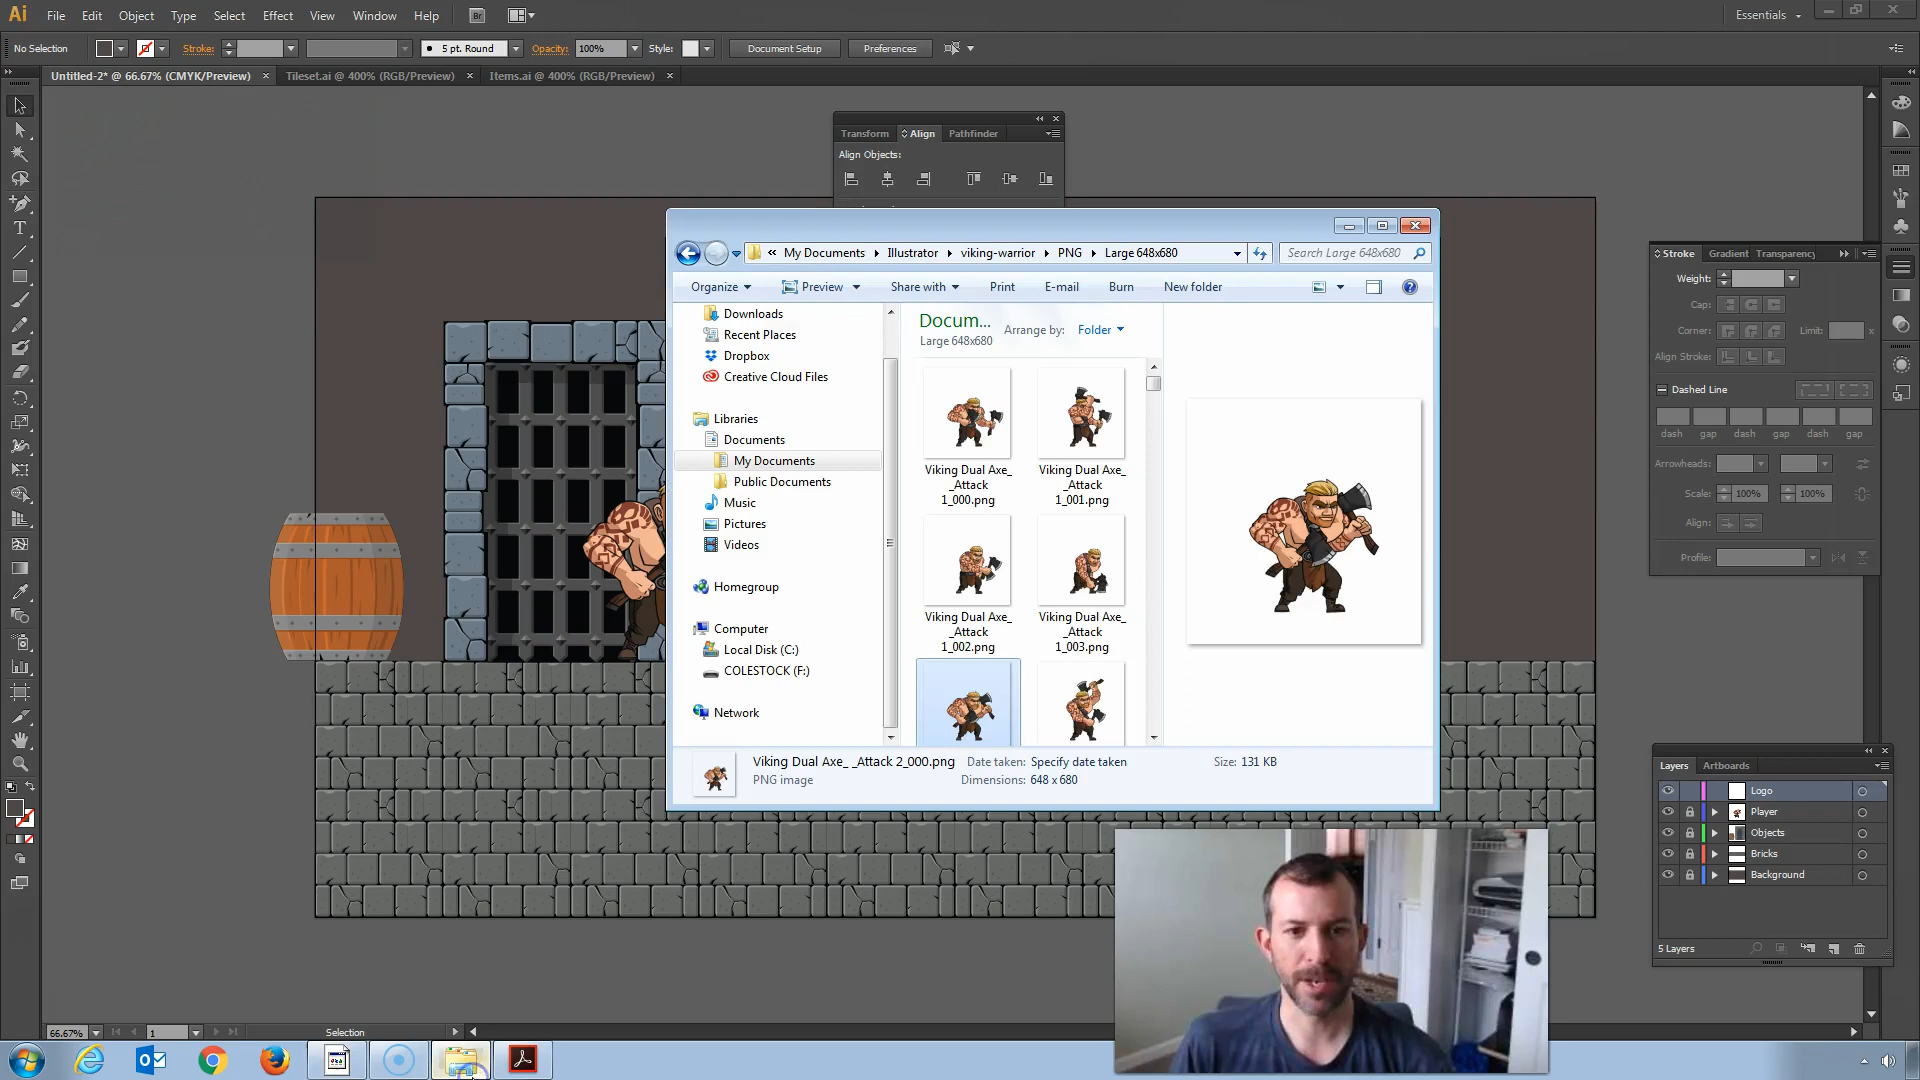 Ai File Edit Object Type Select Effect View Window Help Br Essentials
No Selection Stroke: 5 pt. Round Opacity: 100% Style: Document Setup Preferences
Untitled-2* @ 66.67% (CMYK/Preview) × Tileset.ai @ 400% (RGB/Preview) × Items.ai @ 400% (RGB/Preview) ×
Transform Align Pathfinder
Align Objects:
« My Documents Illustrator viking-warrior PNG Large 648x680 Search Large 648x680
Organize Preview Share with Print E-mail Burn New folder
Downloads
Recent Places
Dropbox
Creative Cloud Files
Libraries
Documents
My Documents
Public Documents
Music
Pictures
Videos
Homegroup
Computer
Local Disk (C:)
COLESTOCK (F:)
Network
Docum...
Large 648x680
Arrange by: Folder
Viking Dual Axe_
_Attack
1_000.png
Viking Dual Axe_
_Attack
1_001.png
Viking Dual Axe_
_Attack
1_002.png
Viking Dual Axe_
_Attack
1_003.png
Viking Dual Axe_ _Attack 2_000.png Date taken: Specify date taken Size: 131 KB
PNG image Dimensions: 648 x 680
Stroke Gradient Transparency
Weight:
Cap:
Corner: Limit: x
Align Stroke:
Dashed Line
dash gap dash gap dash gap
Arrowheads:
Scale: 100% 100%
Align:
Profile:
Layers Artboards
Logo
Player
Objects
Bricks
Background
5 Layers
66.67% 1 Selection